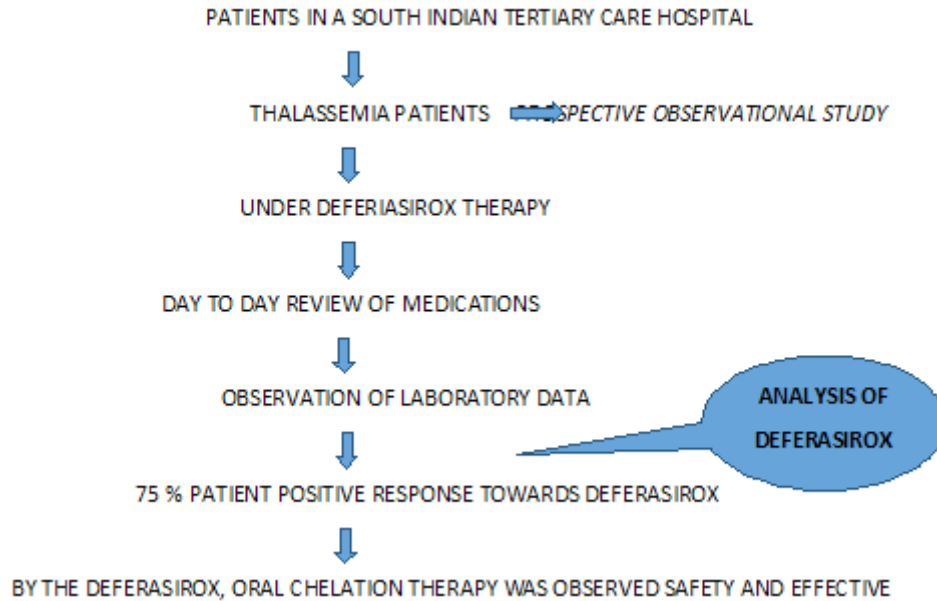 PATIENTS IN A SOUTH INDIAN TERTIARY CARE HOSPITAL
THALASSEMIA PATIENTS
OBSERVATIONAL STUDY
UNDER DEFERIASIROX THERAPY
DAY TO DAY REVIEW OF MEDICATIONS
OBSERVATION OF LABORATORY DATA
ANALYSIS OF
DEFERASIROX
75 % PATIENT POSITIVE RESPONSE TOWARDS DEFERASIROX
BY THE DEFERASIROX, ORAL CHELATION THERAPY WAS OBSERVED SAFETY AND EFFECTIVE